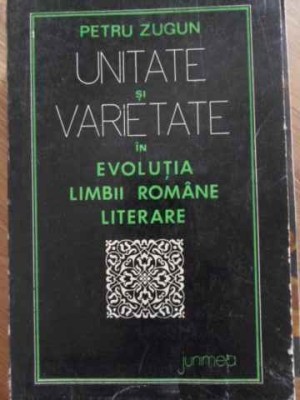 PETRU ZUGUN
UNITATE
și
VARIETATE
ÎN
EVOLUȚIA
LIMBII ROMÂNE
LITERARE
junimea